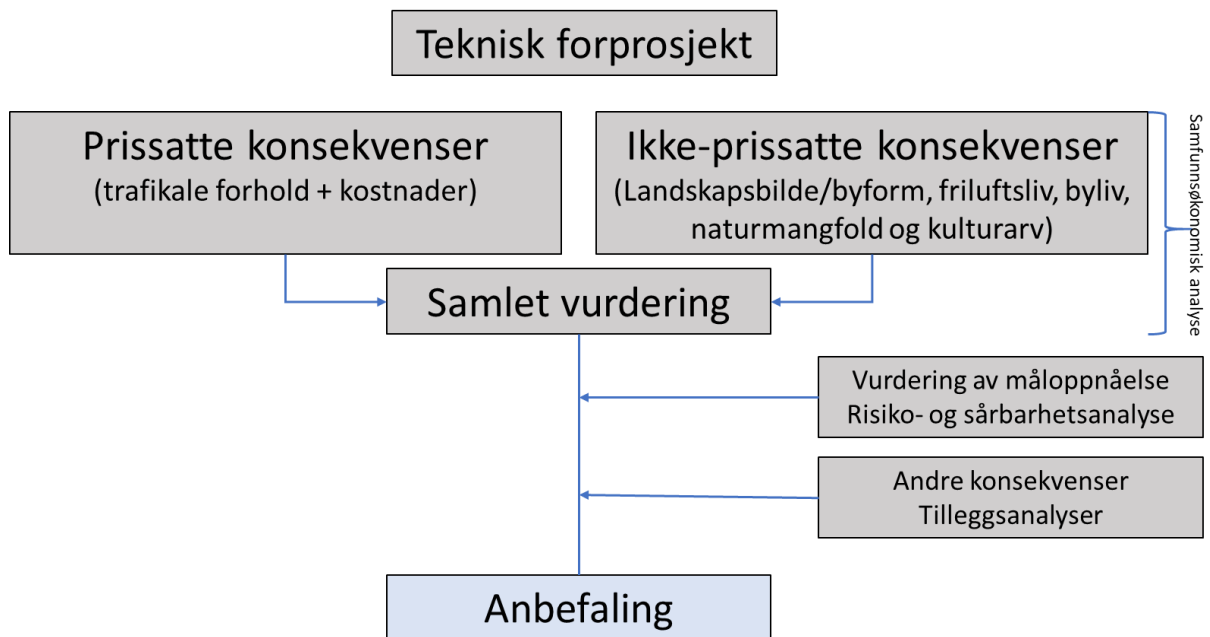 Teknisk forprosjekt
Prissatte konsekvenser
(trafikale forhold + kostnader)
Ikke-prissatte konsekvenser
(Landskapsbilde/byform, friluftsliv, byliv,
naturmangfold og kulturarv)
Samfunnsøkonomisk analyse
Samlet vurdering
Vurdering av måloppnåelse
Risiko- og sårbarhetsanalyse
Andre konsekvenser
Tilleggsanalyser
Anbefaling